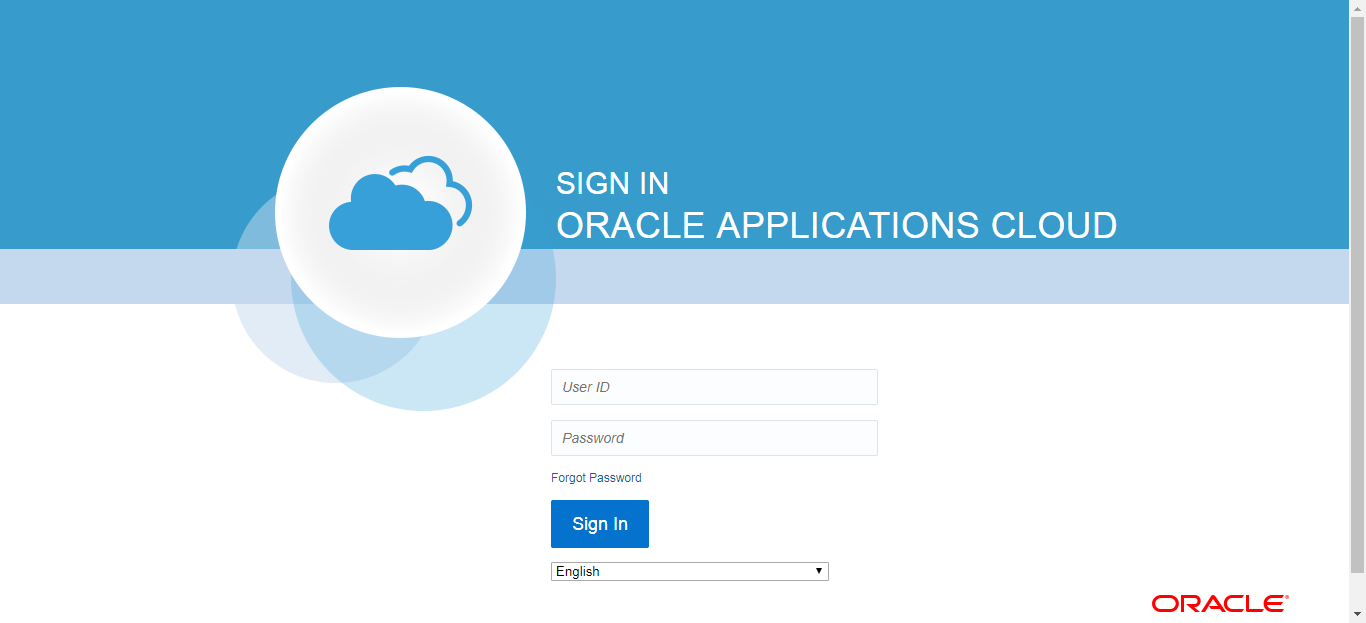 SIGN IN
ORACLE APPLICATIONS CLOUD
User ID
Password
Forgot Password
Sign In
English
ORACLE®